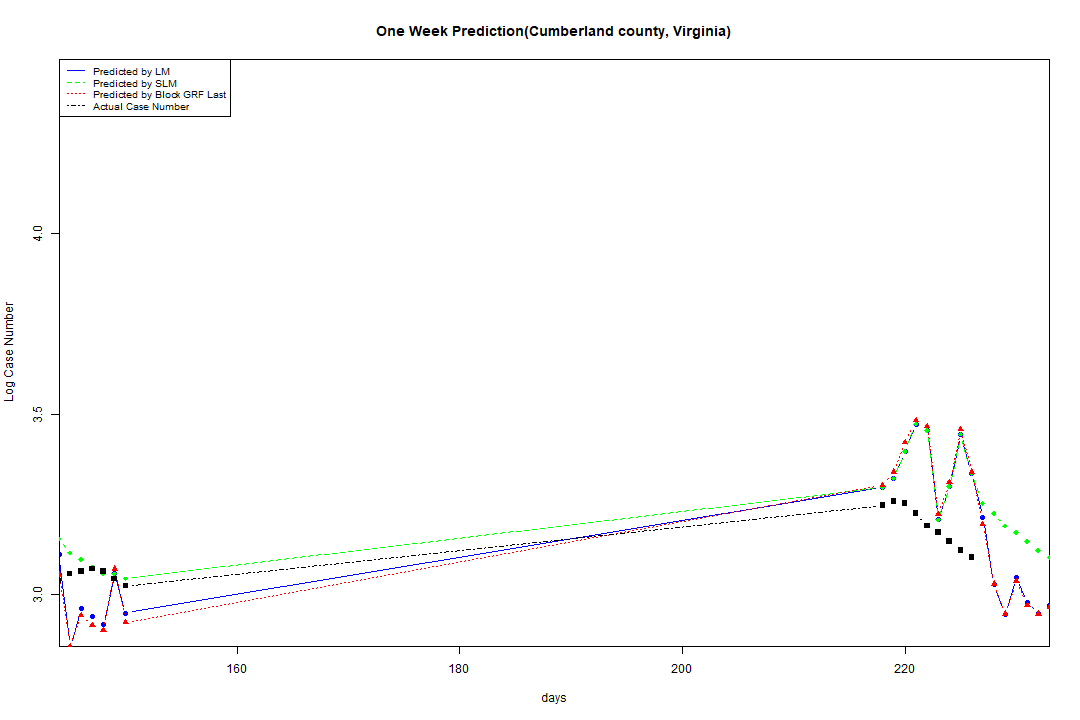 One Week Prediction(Cumberland county, Virginia)
Predicted by LM
Predicted by SLM
Predicted by Block GRF Last
Actual Case Number
4.0
3.5
3.0
Log Case Number
160 180 200 220
days